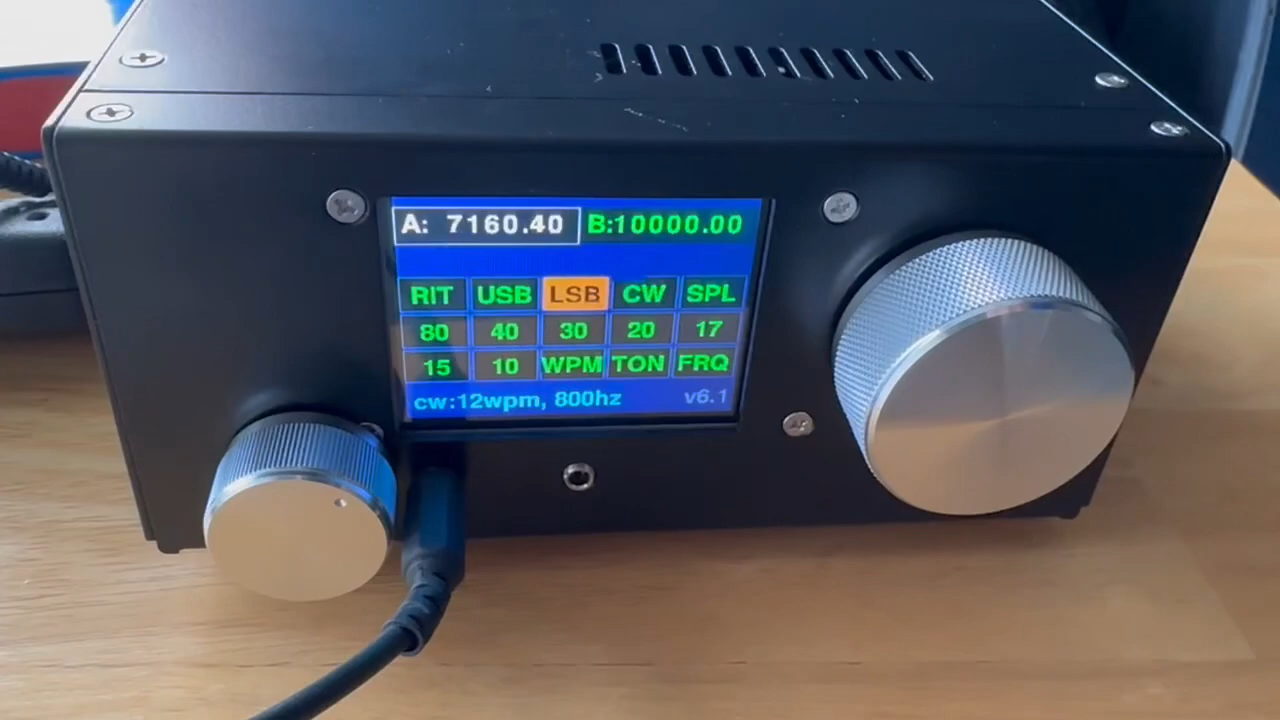 A: 7160.40 B:10000.00
RIT USB LSB CW SPL
80 40 30 20 17
15 10 WPM TON FRQ
cw:12wpm, 800hz v6.1